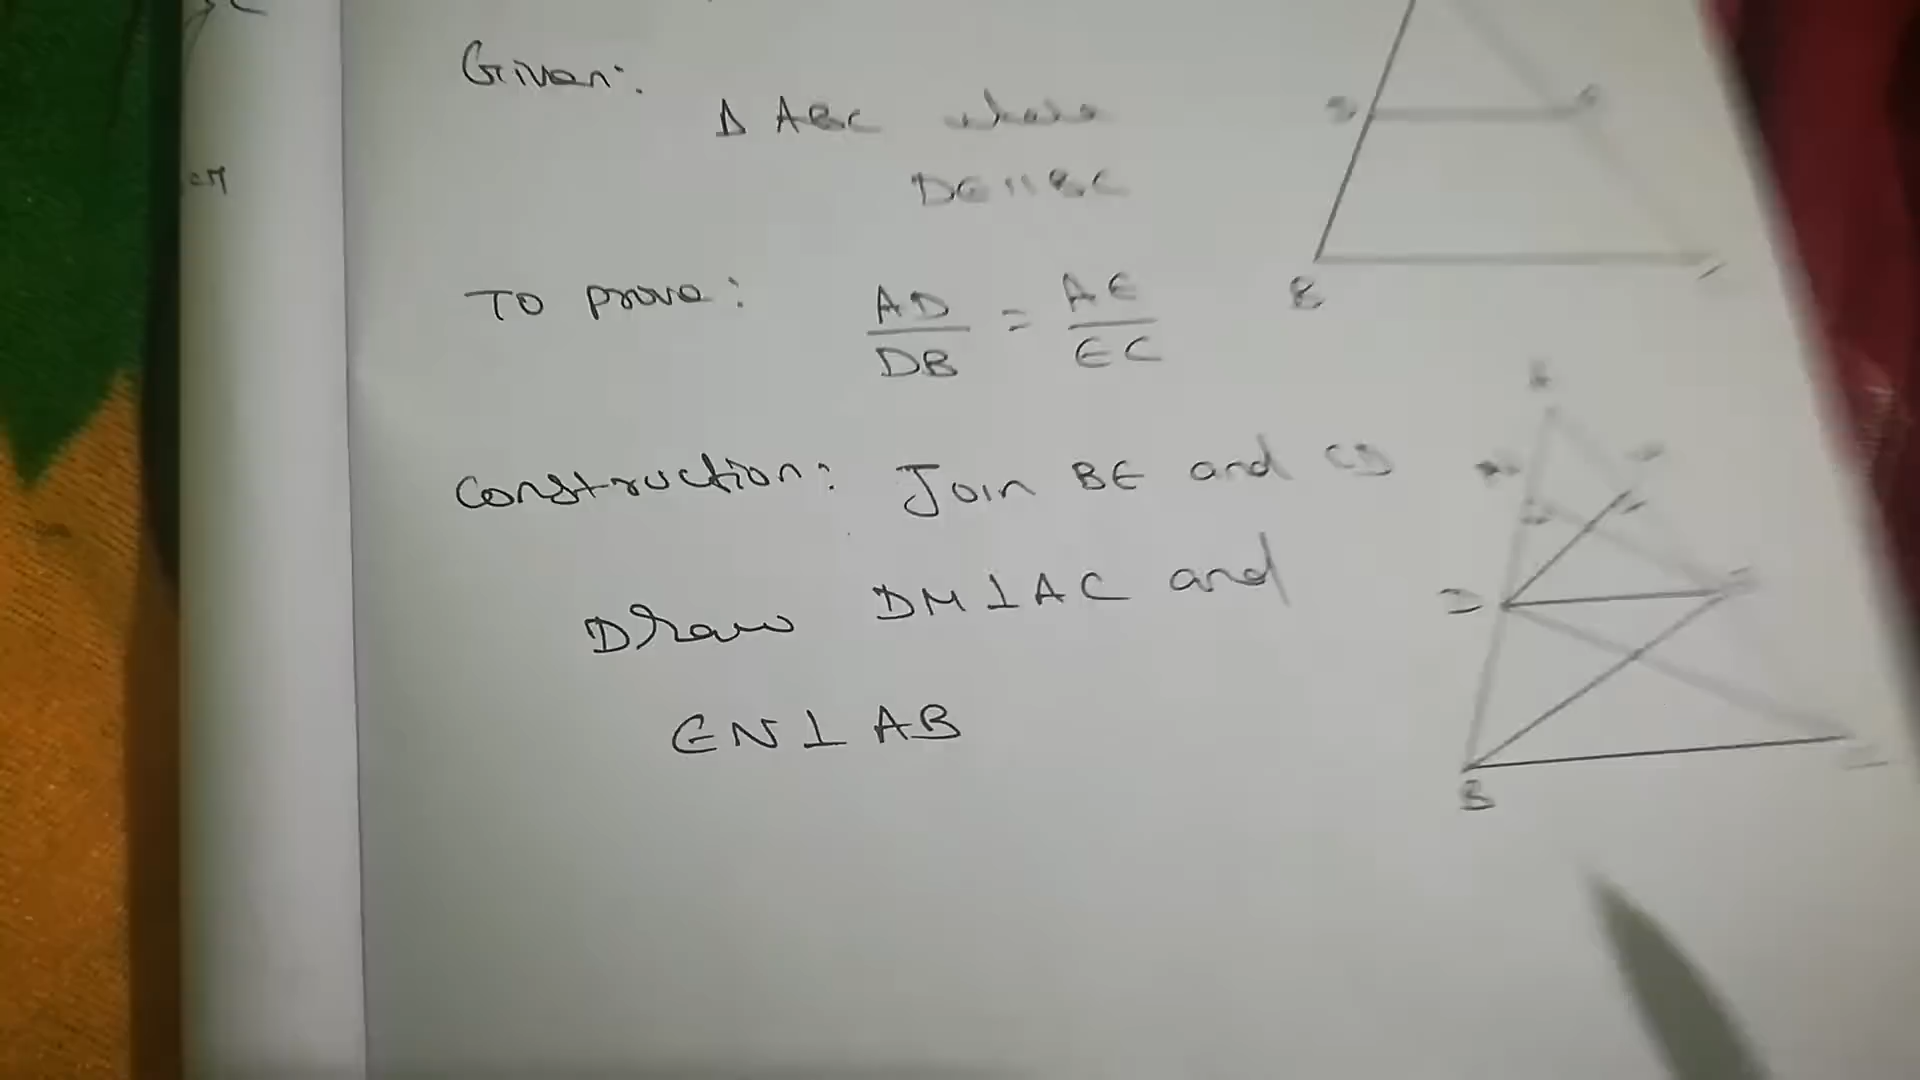 Given:
Δ ABC where
DE || BC
To prove: AD/DB = AE/EC
Construction: Join BE and CD
Draw DM ⊥ AC and
EN ⊥ AB
B
A
D
B